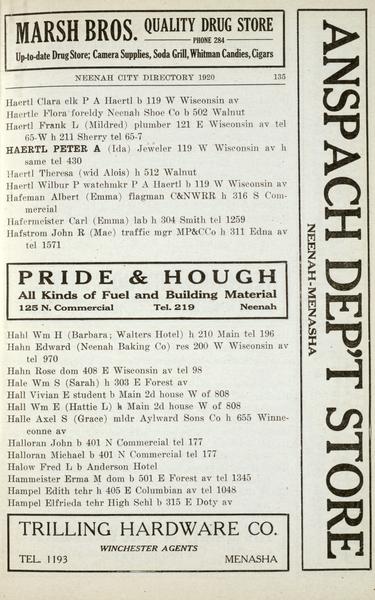 MARSH BROS. QUALITY DRUG STORE
PHONE 284
Up-to-date Drug Store; Camera Supplies, Soda Grill, Whitman Candies, Cigars
NEENAH CITY DIRECTORY 1920 135
Haertl Clara clk P A Haertl b 119 W Wisconsin av
Haertle Flora foreldy Neenah Shoe Co b 502 Walnut
Haertl Frank L (Mildred) plumber 121 E Wisconsin av tel
65-W h 211 Sherry tel 65-7
HAERTL PETER A (Ida) Jeweler 119 W Wisconsin av h
same tel 430
Haertl Theresa (wid Alois) h 512 Walnut
Haertl Wilbur P watchmkr P A Haertl b 119 W Wisconsin av
Hafeman Albert (Emma) flagman C&NWRR h 316 S Com-
mercial
Hafermeister Carl (Emma) lab h 304 Smith tel 1259
Hafstrom John R (Mae) traffic mgr MP&CCo h 311 Edna av
tel 1571
PRIDE & HOUGH
All Kinds of Fuel and Building Material
125 N. Commercial Tel. 219 Neenah
Hahl Wm H (Barbara; Walters Hotel) h 210 Main tel 196
Hahn Edward (Neenah Baking Co) res 200 W Wisconsin av
tel 970
Hahn Rose dom 408 E Wisconsin av tel 98
Hale Wm S (Sarah) h 303 E Forest av
Hall Vivian E student b Main 2d house W of 808
Hall Wm E (Hattie L) h Main 2d house W of 808
Halle Axel S (Grace) mldr Aylward Sons Co h 655 Winne-
conne av
Halloran John b 401 N Commercial tel 177
Halloran Michael b 401 N Commercial tel 177
Halow Fred L b Anderson Hotel
Hammeister Erma M dom b 501 E Forest av tel 1345
Hampel Edith tchr h 405 E Columbian av tel 1048
Hampel Elfrieda tchr High Schl b 315 E Doty av
TRILLING HARDWARE CO.
WINCHESTER AGENTS
TEL. 1193 MENASHA
ANSPACH DEP'T STORE
NEENAH-MENASHA